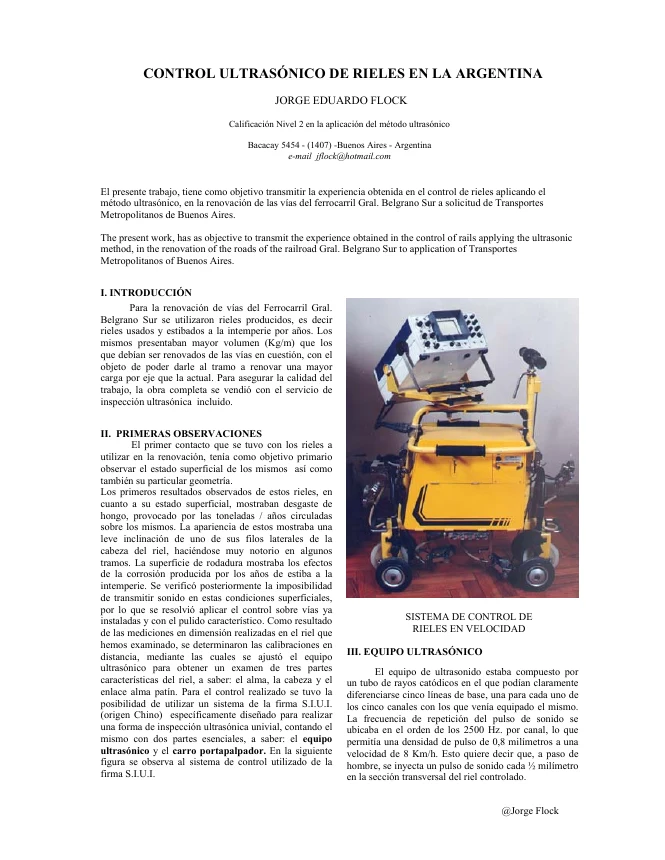 CONTROL ULTRASÓNICO DE RIELES EN LA ARGENTINA
JORGE EDUARDO FLOCK
Calificación Nivel 2 en la aplicación del método ultrasónico
Bacacay 5454 - (1407) -Buenos Aires - Argentina
e-mail jflock@hotmail.com
El presente trabajo, tiene como objetivo transmitir la experiencia obtenida en el control de rieles aplicando el
método ultrasónico, en la renovación de las vías del ferrocarril Gral. Belgrano Sur a solicitud de Transportes
Metropolitanos de Buenos Aires.
The present work, has as objective to transmit the experience obtained in the control of rails applying the ultrasonic
method, in the renovation of the roads of the railroad Gral. Belgrano Sur to application of Transportes
Metropolitanos of Buenos Aires.
I. INTRODUCCIÓN
Para la renovación de vías del Ferrocarril Gral.
Belgrano Sur se utilizaron rieles producidos, es decir
rieles usados y estibados a la intemperie por años. Los
mismos presentaban mayor volumen (Kg/m) que los
que debían ser renovados de las vías en cuestión, con el
objeto de poder darle al tramo a renovar una mayor
carga por eje que la actual. Para asegurar la calidad del
trabajo, la obra completa se vendió con el servicio de
inspección ultrasónica incluido.
II. PRIMERAS OBSERVACIONES
El primer contacto que se tuvo con los rieles a
utilizar en la renovación, tenía como objetivo primario
observar el estado superficial de los mismos así como
también su particular geometría.
Los primeros resultados observados de estos rieles, en
cuanto a su estado superficial, mostraban desgaste de
hongo, provocado por las toneladas / años circuladas
sobre los mismos. La apariencia de estos mostraba una
leve inclinación de uno de sus filos laterales de la
cabeza del riel, haciéndose muy notorio en algunos
tramos. La superficie de rodadura mostraba los efectos
de la corrosión producida por los años de estiba a la
intemperie. Se verificó posteriormente la imposibilidad
de transmitir sonido en estas condiciones superficiales,
por lo que se resolvió aplicar el control sobre vías ya
instaladas y con el pulido característico. Como resultado
de las mediciones en dimensión realizadas en el riel que
hemos examinado, se determinaron las calibraciones en
distancia, mediante las cuales se ajustó el equipo
ultrasónico para obtener un examen de tres partes
características del riel, a saber: el alma, la cabeza y el
enlace alma patín. Para el control realizado se tuvo la
posibilidad de utilizar un sistema de la firma S.I.U.I.
(origen Chino) específicamente diseñado para realizar
una forma de inspección ultrasónica univial, contando el
mismo con dos partes esenciales, a saber: el equipo
ultrasónico y el carro portapalpador. En la siguiente
figura se observa al sistema de control utilizado de la
firma S.I.U.I.
SISTEMA DE CONTROL DE
RIELES EN VELOCIDAD
III. EQUIPO ULTRASÓNICO
El equipo de ultrasonido estaba compuesto por
un tubo de rayos catódicos en el que podían claramente
diferenciarse cinco líneas de base, una para cada uno de
los cinco canales con los que venía equipado el mismo.
La frecuencia de repetición del pulso de sonido se
ubicaba en el orden de los 2500 Hz. por canal, lo que
permitía una densidad de pulso de 0,8 milímetros a una
velocidad de 8 Km/h. Esto quiere decir que, a paso de
hombre, se inyecta un pulso de sonido cada ½ milímetro
en la sección transversal del riel controlado.
@Jorge Flock